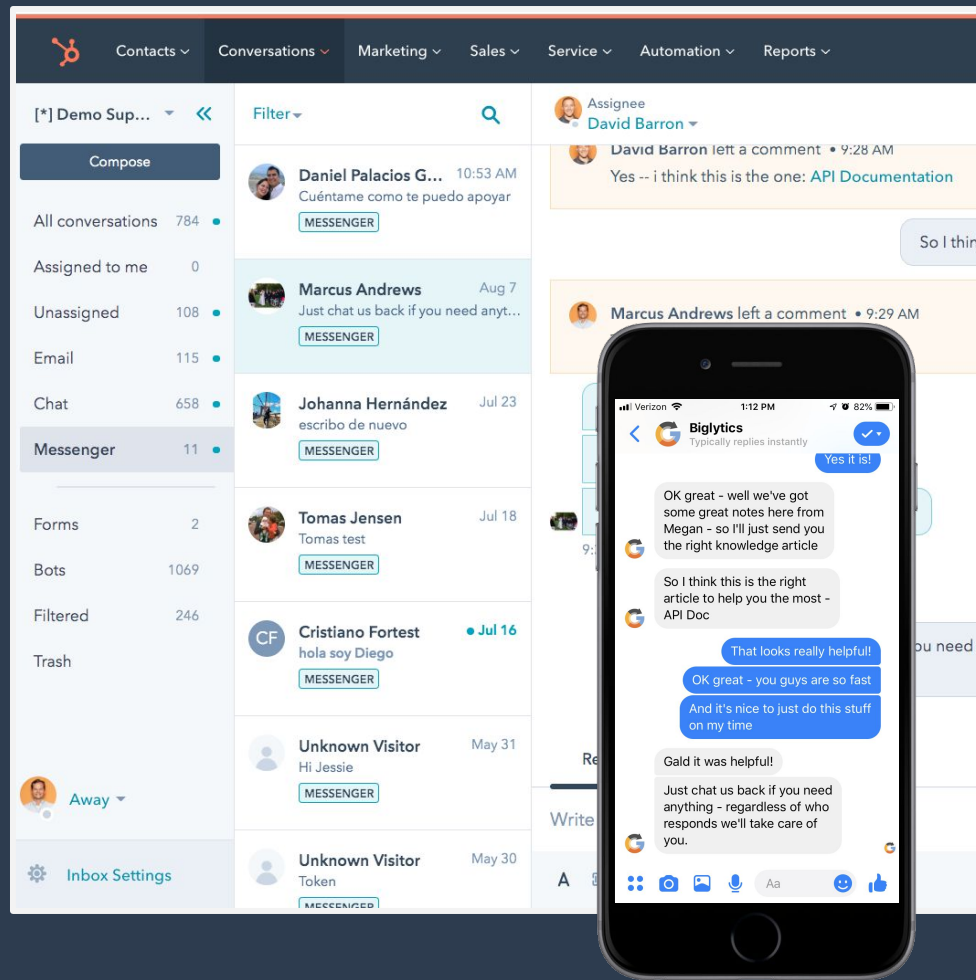 Contacts Conversations Marketing Sales Service Automation Reports
[*] Demo Sup...
Compose
All conversations 784
Assigned to me 0
Unassigned 108
Email 115
Chat 658
Messenger 11
Forms 2
Bots 1069
Filtered 246
Trash
Away
Inbox Settings
Filter
Daniel Palacios G... 10:53 AM
Cuéntame como te puedo apoyar
MESSENGER
Marcus Andrews Aug 7
Just chat us back if you need anyt...
MESSENGER
Johanna Hernández Jul 23
escribo de nuevo
MESSENGER
Tomas Jensen Jul 18
Tomas test
MESSENGER
CF
Cristiano Fortest Jul 16
hola soy Diego
MESSENGER
Unknown Visitor May 31
Hi Jessie
MESSENGER
Unknown Visitor May 30
Token
MESSENGER
Assignee
David Barron
David Barron left a comment • 9:28 AM
Yes -- i think this is the one: API Documentation
So I thin
Marcus Andrews left a comment • 9:29 AM
9:
ou need
Re
Write
A
Verizon 1:12 PM 82%
Biglytics
Typically replies instantly
Yes it is!
OK great - well we've got
some great notes here from
Megan - so I'll just send you
the right knowledge article
So I think this is the right
article to help you the most -
API Doc
That looks really helpful!
OK great - you guys are so fast
And it's nice to just do this stuff
on my time
Gald it was helpful!
Just chat us back if you need
anything - regardless of who
responds we'll take care of
you.
Aa